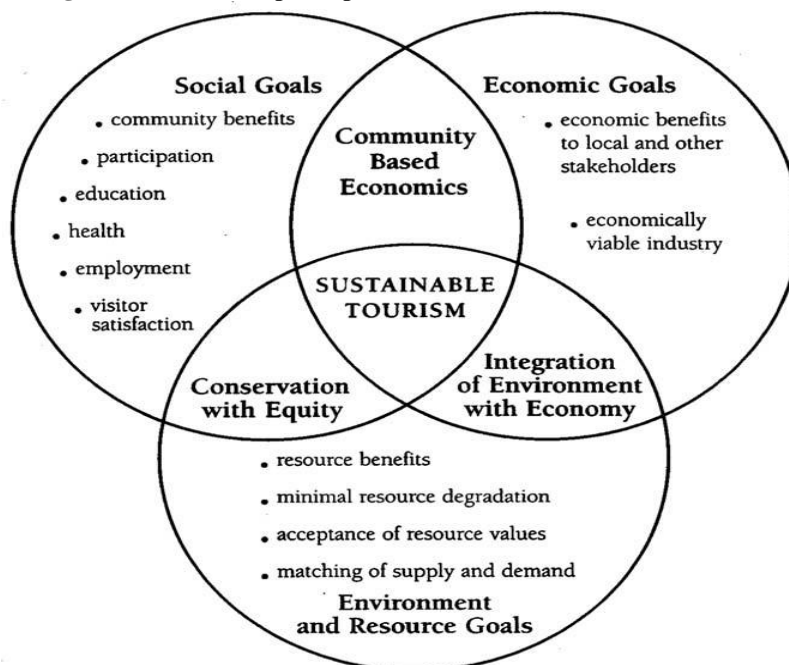 Social Goals
• community benefits
• participation
• education
• health
• employment
• visitor
satisfaction
Economic Goals
• economic benefits
to local and other
stakeholders
• economically
viable industry
Community
Based
Economics
SUSTAINABLE
TOURISM
Conservation
with Equity
Integration
of Environment
with Economy
• resource benefits
• minimal resource degradation
• acceptance of resource values
• matching of supply and demand
Environment
and Resource Goals